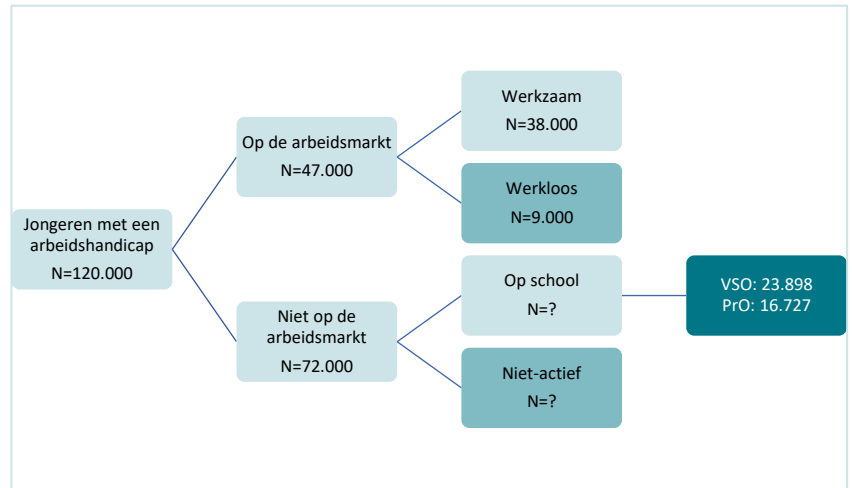 Jongeren met een
arbeidshandicap
N=120.000
Op de arbeidsmarkt
N=47.000
Niet op de
arbeidsmarkt
N=72.000
Werkzaam
N=38.000
Werkloos
N=9.000
Op school
N=?
Niet-actief
N=?
VSO: 23.898
PrO: 16.727